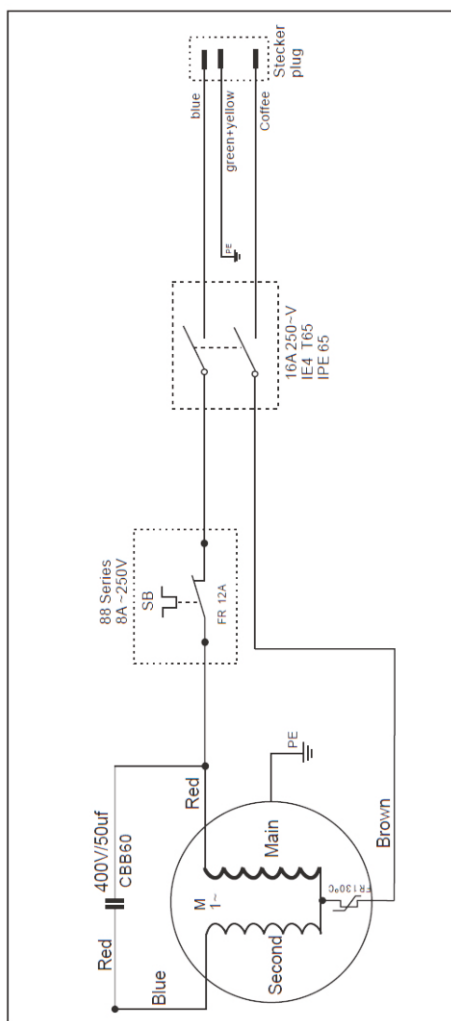 Stecker
plug
blue
green+yellow
Coffee
PE
16A 250~V
IE4 T65
IPE 65
88 Series
8A ~250V
SB
FR 12A
400V/50uf
CBB60
Red
Red
Blue
M
1~
Main
Second
PE
FR130°C
Brown